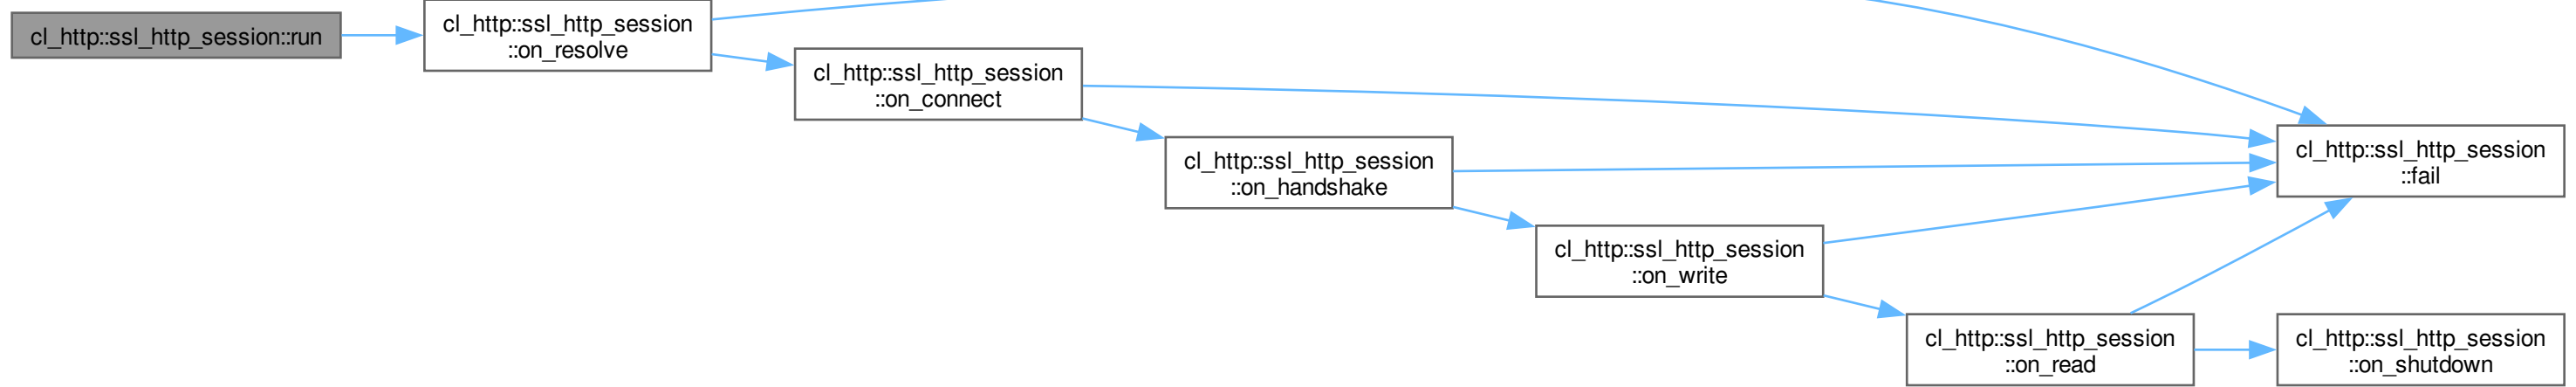 cl_http::ssl_http_session::run
cl_http::ssl_http_session
::on_resolve
cl_http::ssl_http_session
::on_connect
cl_http::ssl_http_session
::on_handshake
cl_http::ssl_http_session
::on_write
cl_http::ssl_http_session
::on_read
cl_http::ssl_http_session
::fail
cl_http::ssl_http_session
::on_shutdown